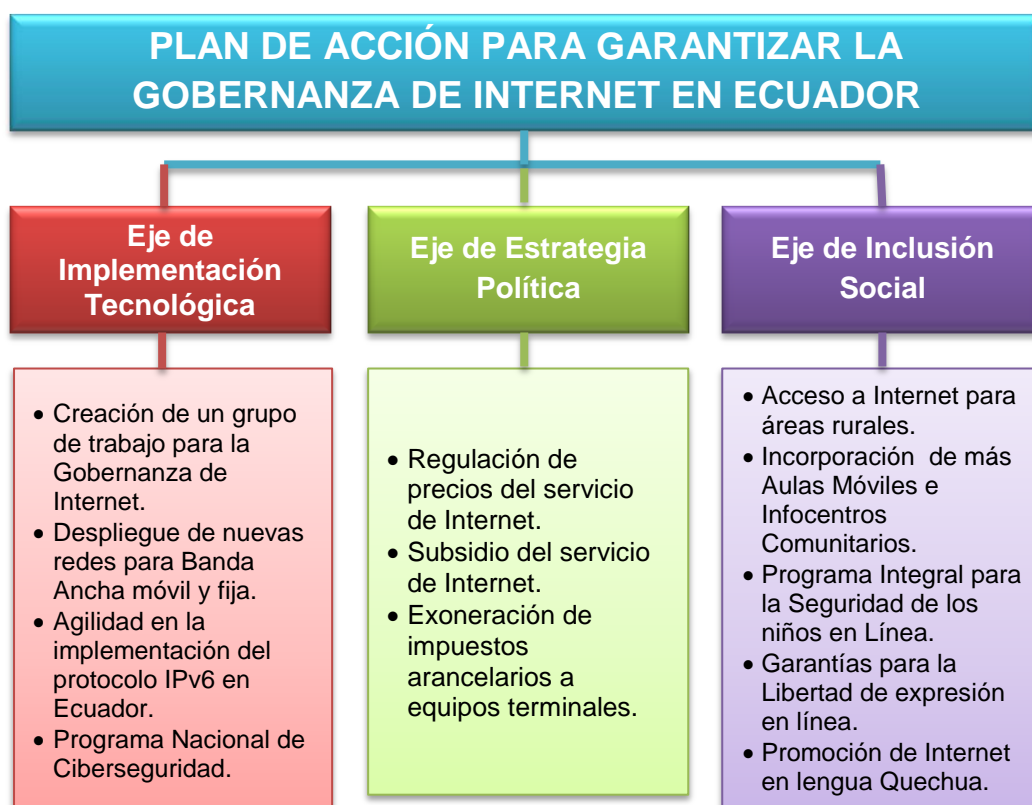 PLAN DE ACCIÓN PARA GARANTIZAR LA
GOBERNANZA DE INTERNET EN ECUADOR
Eje de
Implementación
Tecnológica
• Creación de un grupo
de trabajo para la
Gobernanza de
Internet.
• Despliegue de nuevas
redes para Banda
Ancha móvil y fija.
• Agilidad en la
implementación del
protocolo IPv6 en
Ecuador.
• Programa Nacional de
Ciberseguridad.
Eje de Estrategia
Política
• Regulación de
precios del servicio
de Internet.
• Subsidio del servicio
de Internet.
• Exoneración de
impuestos
arancelarios a
equipos terminales.
Eje de Inclusión
Social
• Acceso a Internet para
áreas rurales.
• Incorporación de más
Aulas Móviles e
Infocentros
Comunitarios.
• Programa Integral para
la Seguridad de los
niños en Línea.
• Garantías para la
Libertad de expresión
en línea.
• Promoción de Internet
en lengua Quechua.